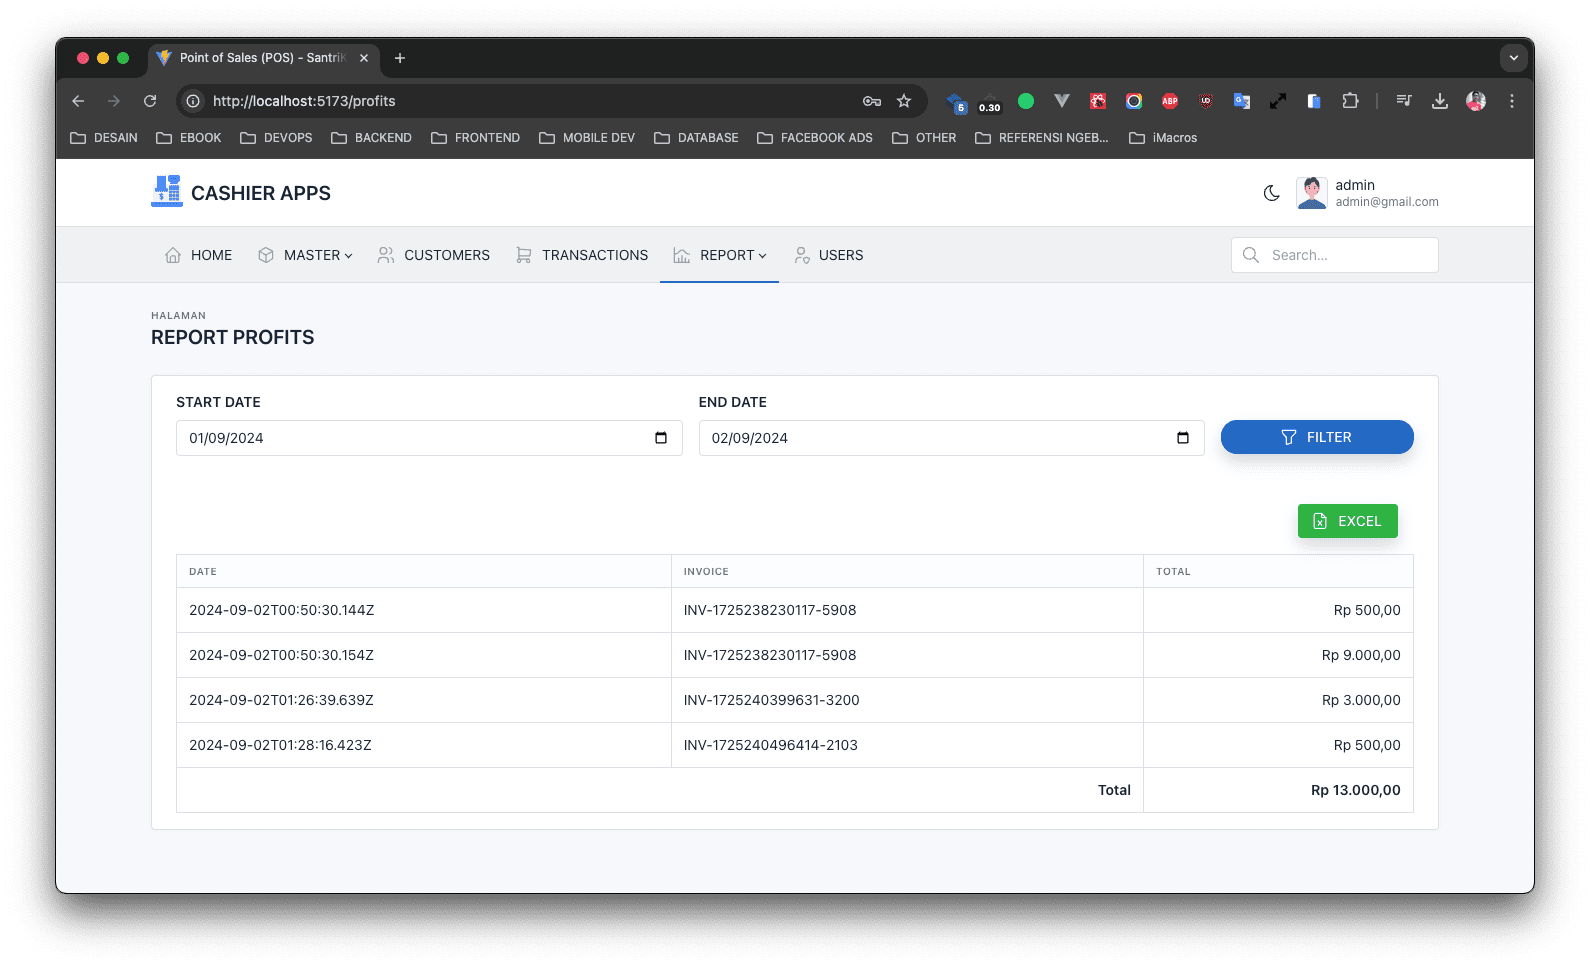 Point of Sales (POS) - Santri
http://localhost:5173/profits
5
0.30
ABP
DESAIN EBOOK DEVOPS BACKEND FRONTEND MOBILE DEV DATABASE FACEBOOK ADS OTHER REFERENSI NGEB... iMacros
CASHIER APPS
admin
admin@gmail.com
HOME MASTER CUSTOMERS TRANSACTIONS REPORT USERS Search...
HALAMAN
REPORT PROFITS
START DATE END DATE
01/09/2024 02/09/2024 FILTER
EXCEL
DATE INVOICE TOTAL
2024-09-02T00:50:30.144Z INV-1725238230117-5908 Rp 500,00
2024-09-02T00:50:30.154Z INV-1725238230117-5908 Rp 9.000,00
2024-09-02T01:26:39.639Z INV-1725240399631-3200 Rp 3.000,00
2024-09-02T01:28:16.423Z INV-1725240496414-2103 Rp 500,00
Total Rp 13.000,00